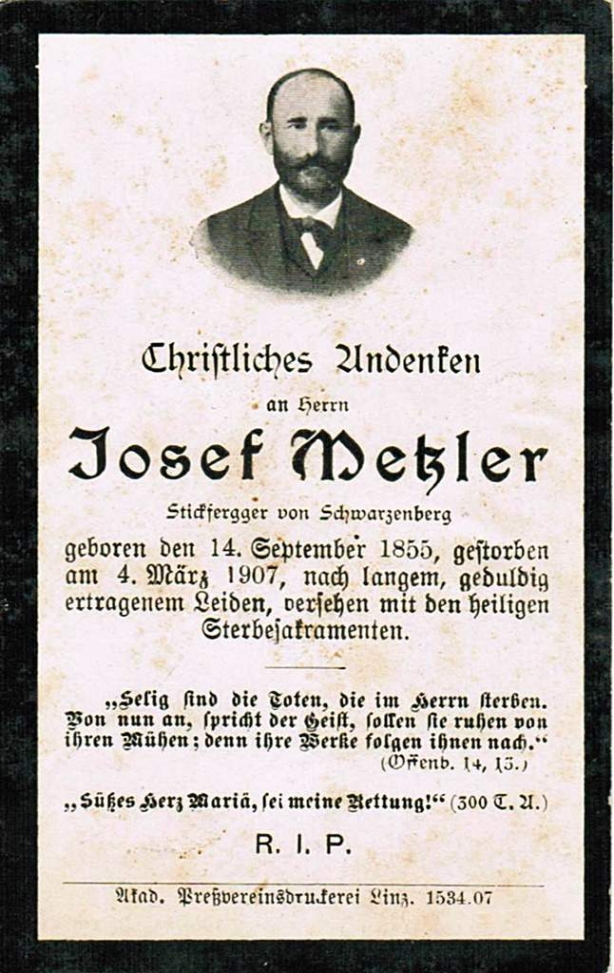 Christliches Andenken
an Herrn
Josef Metzler
Stickfergger von Schwarzenberg
geboren den 14. September 1855, gestorben
am 4. März 1907, nach langem, geduldig
ertragenem Leiden, versehen mit den heiligen
Sterbesakramenten.
„Selig sind die Toten, die im Herrn sterben.
Von nun an, spricht der Geist, sollen sie ruhen von
ihren Mühen; denn ihre Werke folgen ihnen nach.“
(Offenb. 14, 13.)
„Süßes Herz Mariä, sei meine Rettung!“ (300 T. A.)
R. I. P.
Akad. Preßvereinsdruckerei Linz. 1534.07